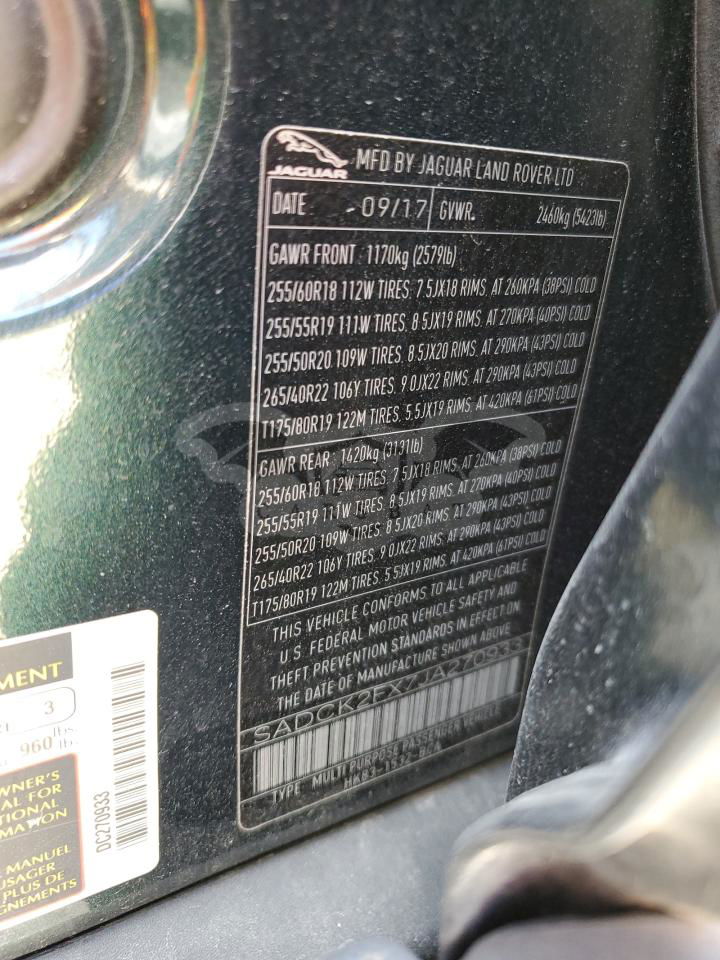 JAGUAR
MFD BY JAGUAR LAND ROVER LTD
DATE 09/17 GVWR. 2460kg (5423lb)
GAWR FRONT 1170kg (2579lb)
255/60R18 112W TIRES, 7.5JX18 RIMS, AT 260KPA (38PSI) COLD
255/55R19 111W TIRES, 8.5JX19 RIMS, AT 270KPA (40PSI) COLD
255/50R20 109W TIRES, 8.5JX20 RIMS, AT 290KPA (43PSI) COLD
265/40R22 106Y TIRES, 9.0JX22 RIMS, AT 290KPA (43PSI) COLD
T175/80R19 122M TIRES, 5.5JX19 RIMS, AT 420KPA (61PSI) COLD
GAWR REAR 1420kg (3131lb)
255/60R18 112W TIRES, 7.5JX18 RIMS, AT 260KPA (38PSI) COLD
255/55R19 111W TIRES, 8.5JX19 RIMS, AT 270KPA (40PSI) COLD
255/50R20 109W TIRES, 8.5JX20 RIMS, AT 290KPA (43PSI) COLD
265/40R22 106Y TIRES, 9.0JX22 RIMS, AT 290KPA (43PSI) COLD
T175/80R19 122M TIRES, 5.5JX19 RIMS, AT 420KPA (61PSI) COLD
THIS VEHICLE CONFORMS TO ALL APPLICABLE
U.S. FEDERAL MOTOR VEHICLE SAFETY AND
THEFT PREVENTION STANDARDS IN EFFECT ON
THE DATE OF MANUFACTURE SHOWN ABOVE
SADCK2FX7JA270933
TYPE: MULTI PURPOSE PASSENGER VEHICLE
3
960 lbs.
DC270933
MANUEL
PLUS DE